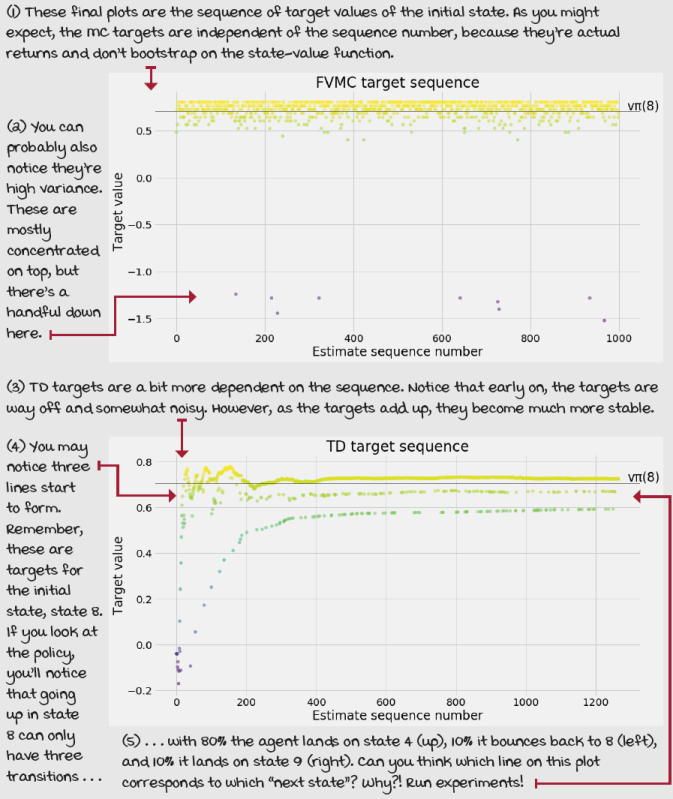 (1) These final plots are the sequence of target values of the initial state. As you might
expect, the MC targets are independent of the sequence number, because they're actual
returns and don't bootstrap on the state-value function.
FVMC target sequence
vπ(8)
(2) You can
probably also
notice they're
high variance.
These are
mostly
concentrated
on top, but
there's a
handful down
here.
Target value
0.5
0.0
−0.5
−1.0
−1.5
0
200
400
600
800
1000
Estimate sequence number
(3) TD targets are a bit more dependent on the sequence. Notice that early on, the targets are
way off and somewhat noisy. However, as the targets add up, they become much more stable.
TD target sequence
vπ(8)
(4) You may
notice three
lines start
to form.
Remember,
these are
targets for
the initial
state, state 8.
If you look at
the policy,
you'll notice
that going
up in state
8 can only
have three
transitions . . .
Target value
0.8
0.6
0.4
0.2
0.0
−0.2
0
200
400
600
800
1000
1200
Estimate sequence number
(5) . . . with 80% the agent lands on state 4 (up), 10% it bounces back to 8 (left),
and 10% it lands on state 9 (right). Can you think which line on this plot
corresponds to which "next state"? Why?! Run experiments!